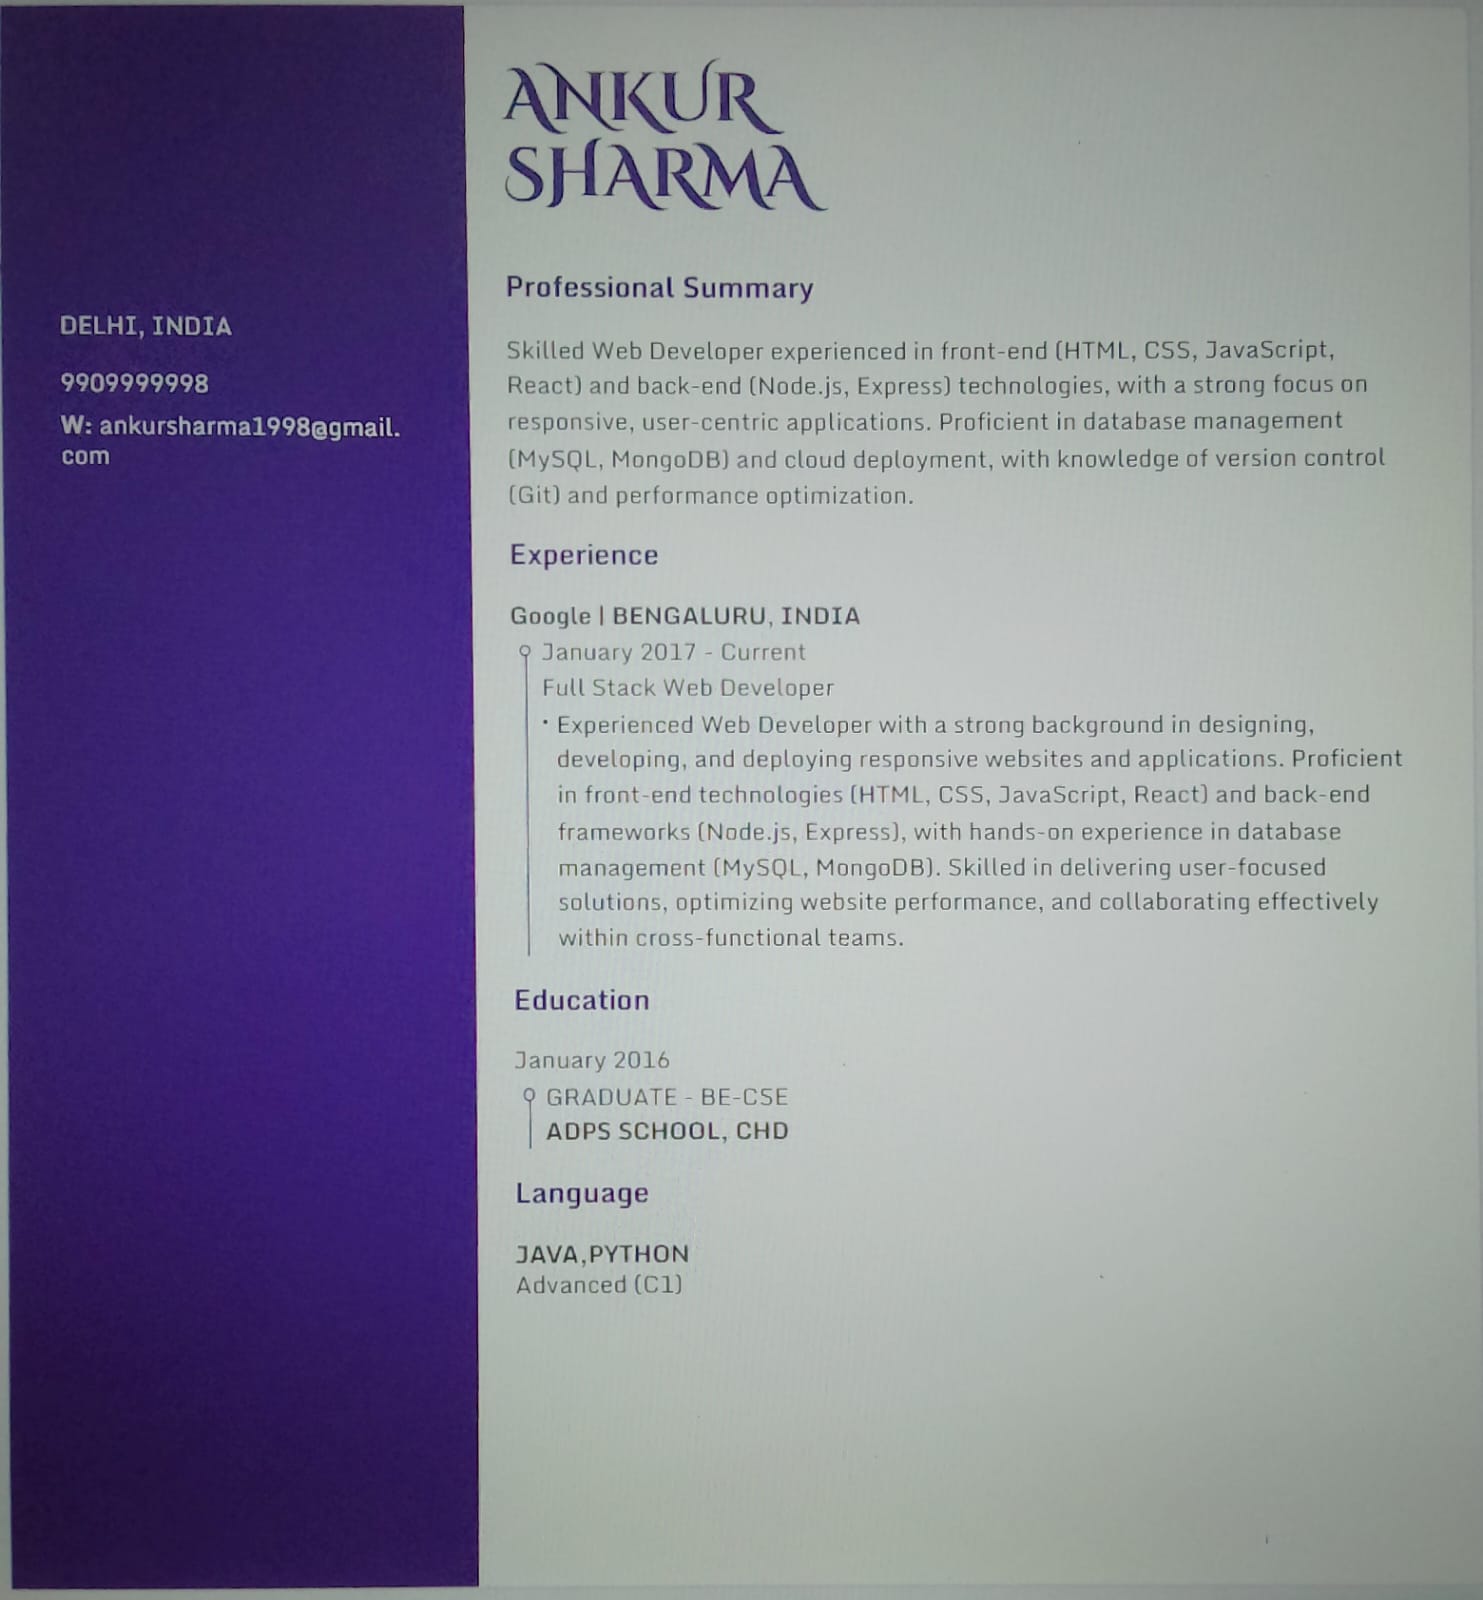 ANKUR
SHARMA
DELHI, INDIA
9909999998
W: ankursharma1998@gmail.
com
Professional Summary
Skilled Web Developer experienced in front-end (HTML, CSS, JavaScript,
React) and back-end (Node.js, Express) technologies, with a strong focus on
responsive, user-centric applications. Proficient in database management
(MySQL, MongoDB) and cloud deployment, with knowledge of version control
(Git) and performance optimization.
Experience
Google | BENGALURU, INDIA
January 2017 - Current
Full Stack Web Developer
• Experienced Web Developer with a strong background in designing,
developing, and deploying responsive websites and applications. Proficient
in front-end technologies (HTML, CSS, JavaScript, React) and back-end
frameworks (Node.js, Express), with hands-on experience in database
management (MySQL, MongoDB). Skilled in delivering user-focused
solutions, optimizing website performance, and collaborating effectively
within cross-functional teams.
Education
January 2016
GRADUATE - BE-CSE
ADPS SCHOOL, CHD
Language
JAVA,PYTHON
Advanced (C1)